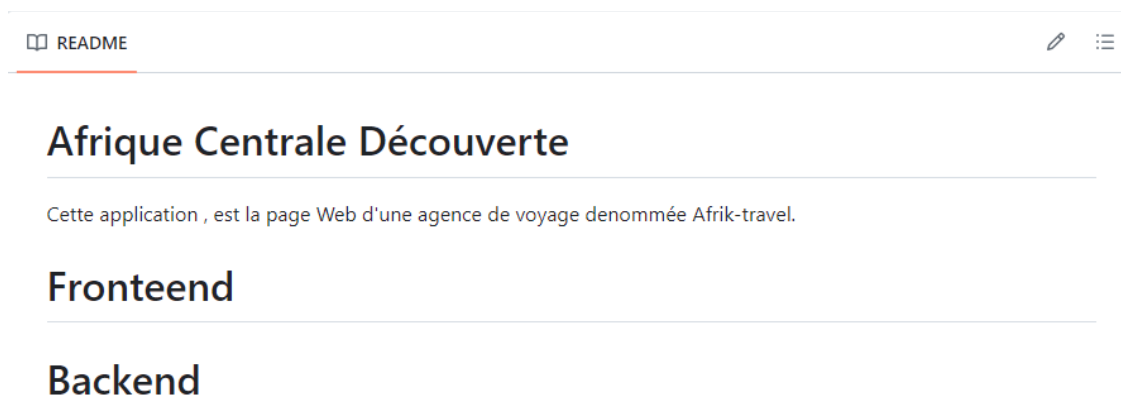 README
Afrique Centrale Découverte
Cette application , est la page Web d'une agence de voyage denommée Afrik-travel.
Fronteend
Backend